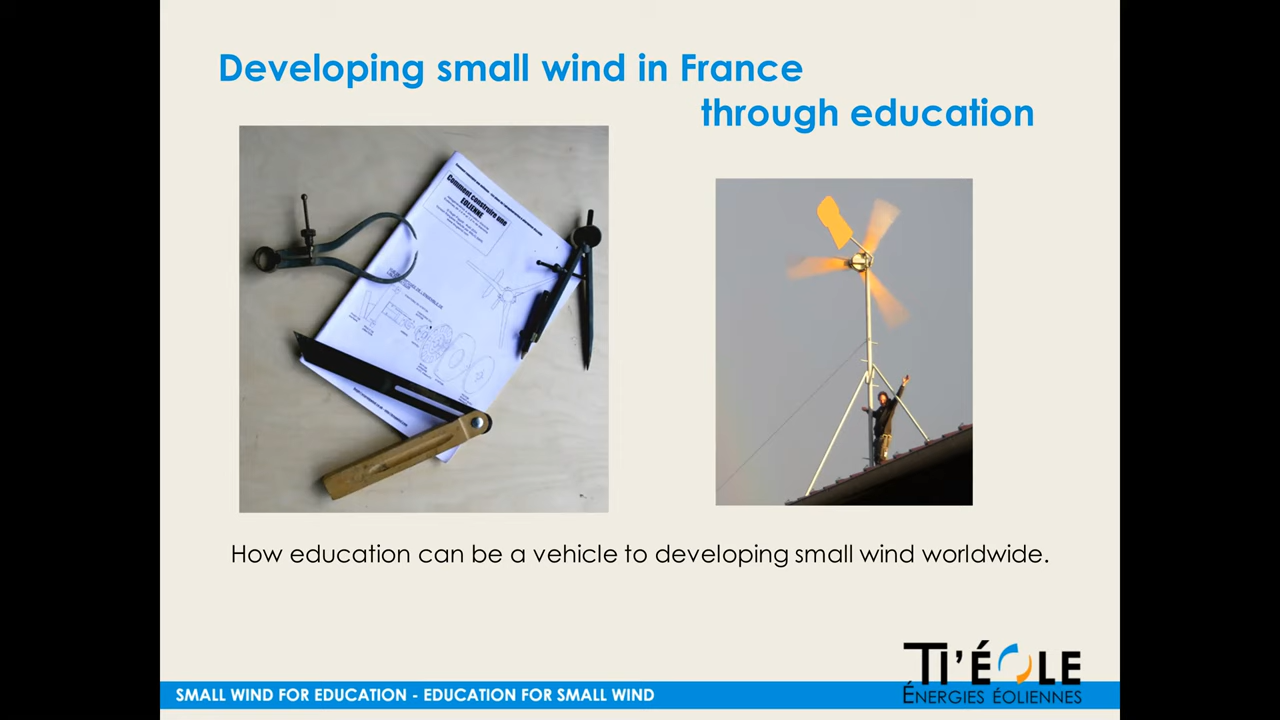 Developing small wind in France
through education
Comment construire une
EOLIENNE
How education can be a vehicle to developing small wind worldwide.
TI'ÉOLE
ÉNERGIES ÉOLIENNES
SMALL WIND FOR EDUCATION - EDUCATION FOR SMALL WIND